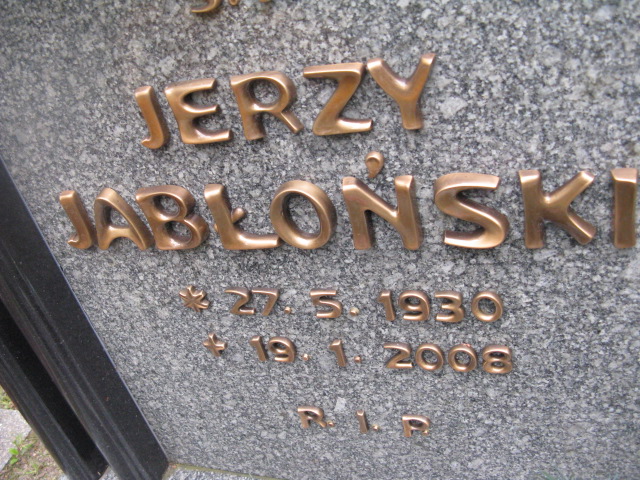 JERZY
JABŁOŃSKI
* 27. 5. 1930
† 19. 1. 2008
R. I. P.